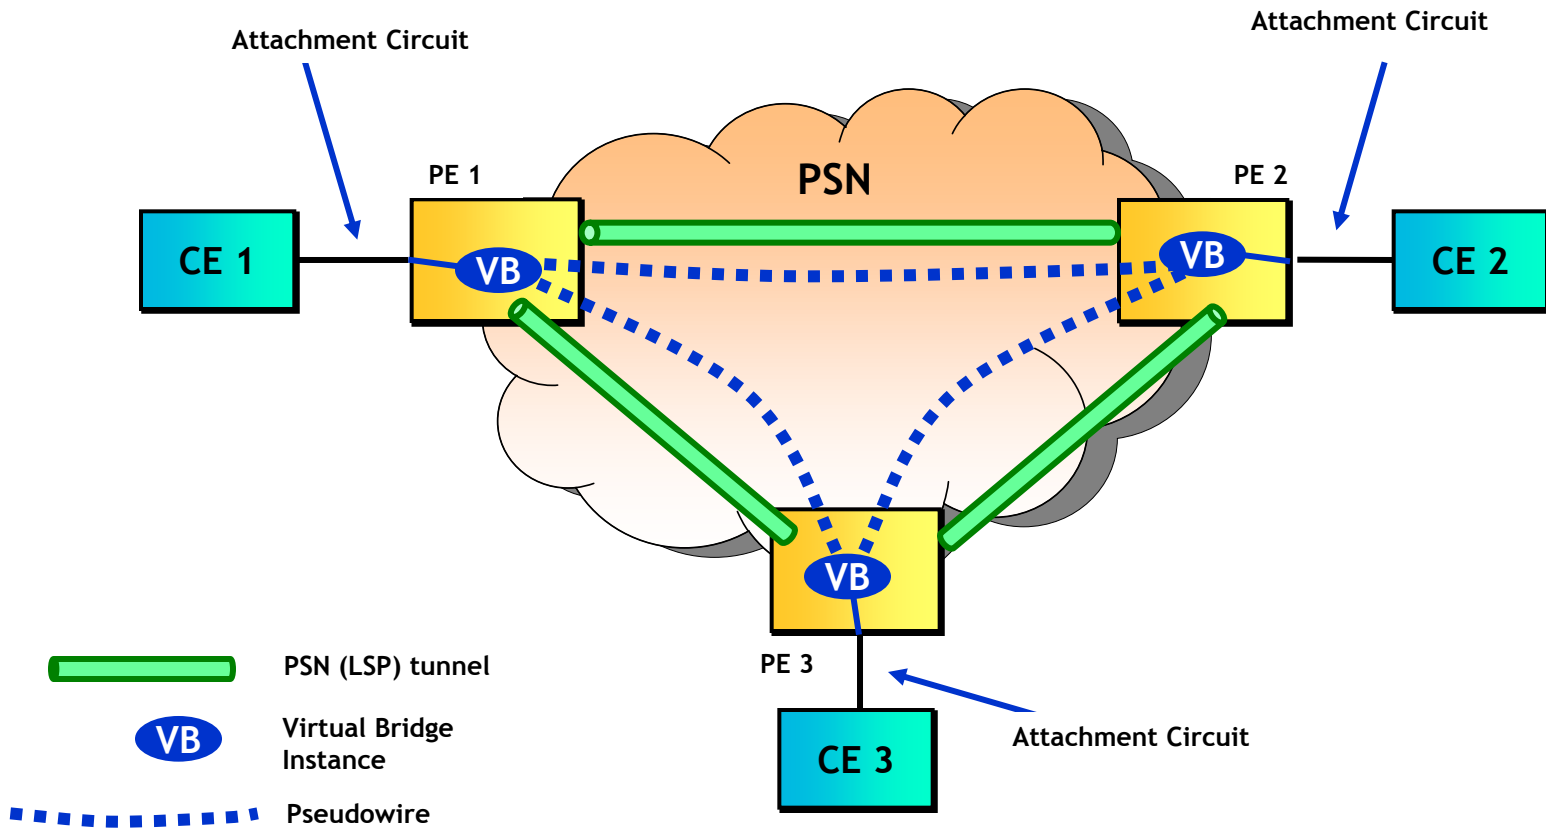 Attachment Circuit
Attachment Circuit
PE 1
PSN
PE 2
CE 1
VB
VB
CE 2
VB
PE 3
PSN (LSP) tunnel
Virtual Bridge
Instance
VB
CE 3
Attachment Circuit
Pseudowire